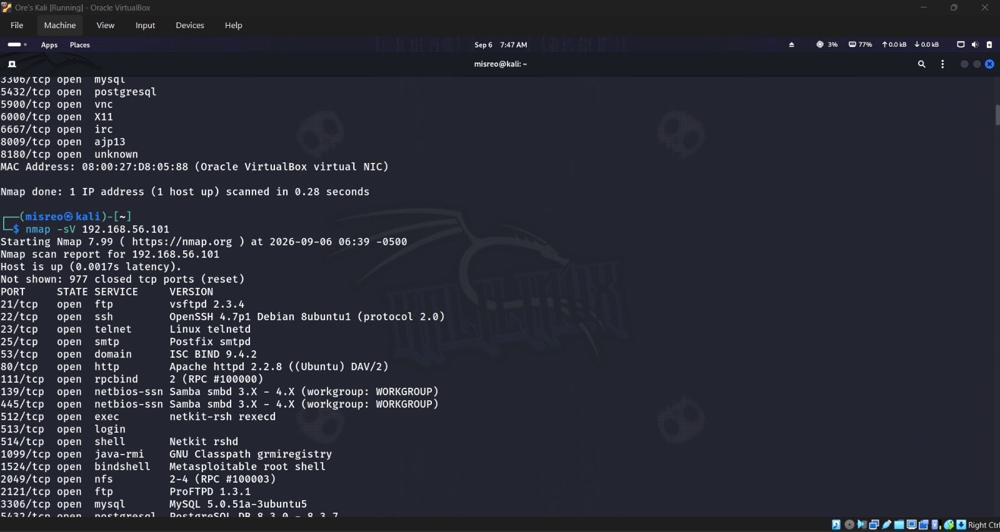 Ore's Kali [Running] - Oracle VirtualBox
File Machine View Input Devices Help
Apps Places Sep 6 7:47 AM 3% 77% ↑0.0 kB ↓0.0 kB
misreo@kali: ~
3306/tcp open  mysql
5432/tcp open  postgresql
5900/tcp open  vnc
6000/tcp open  X11
6667/tcp open  irc
8009/tcp open  ajp13
8180/tcp open  unknown
MAC Address: 08:00:27:D8:05:88 (Oracle VirtualBox virtual NIC)
Nmap done: 1 IP address (1 host up) scanned in 0.28 seconds
┌──(misreo㉿kali)-[~]
└─$ nmap -sV 192.168.56.101
Starting Nmap 7.99 ( https://nmap.org ) at 2026-09-06 06:39 -0500
Nmap scan report for 192.168.56.101
Host is up (0.0017s latency).
Not shown: 977 closed tcp ports (reset)
PORT     STATE SERVICE     VERSION
21/tcp   open  ftp         vsftpd 2.3.4
22/tcp   open  ssh         OpenSSH 4.7p1 Debian 8ubuntu1 (protocol 2.0)
23/tcp   open  telnet      Linux telnetd
25/tcp   open  smtp        Postfix smtpd
53/tcp   open  domain      ISC BIND 9.4.2
80/tcp   open  http        Apache httpd 2.2.8 ((Ubuntu) DAV/2)
111/tcp  open  rpcbind     2 (RPC #100000)
139/tcp  open  netbios-ssn Samba smbd 3.X - 4.X (workgroup: WORKGROUP)
445/tcp  open  netbios-ssn Samba smbd 3.X - 4.X (workgroup: WORKGROUP)
512/tcp  open  exec        netkit-rsh rexecd
513/tcp  open  login
514/tcp  open  shell       Netkit rshd
1099/tcp open  java-rmi    GNU Classpath grmiregistry
1524/tcp open  bindshell   Metasploitable root shell
2049/tcp open  nfs         2-4 (RPC #100003)
2121/tcp open  ftp         ProFTPD 1.3.1
3306/tcp open  mysql       MySQL 5.0.51a-3ubuntu5
5432/tcp open  postgresql  PostgreSQL DB 8.3.0 - 8.3.7
KALI LINUX
Right Ctrl